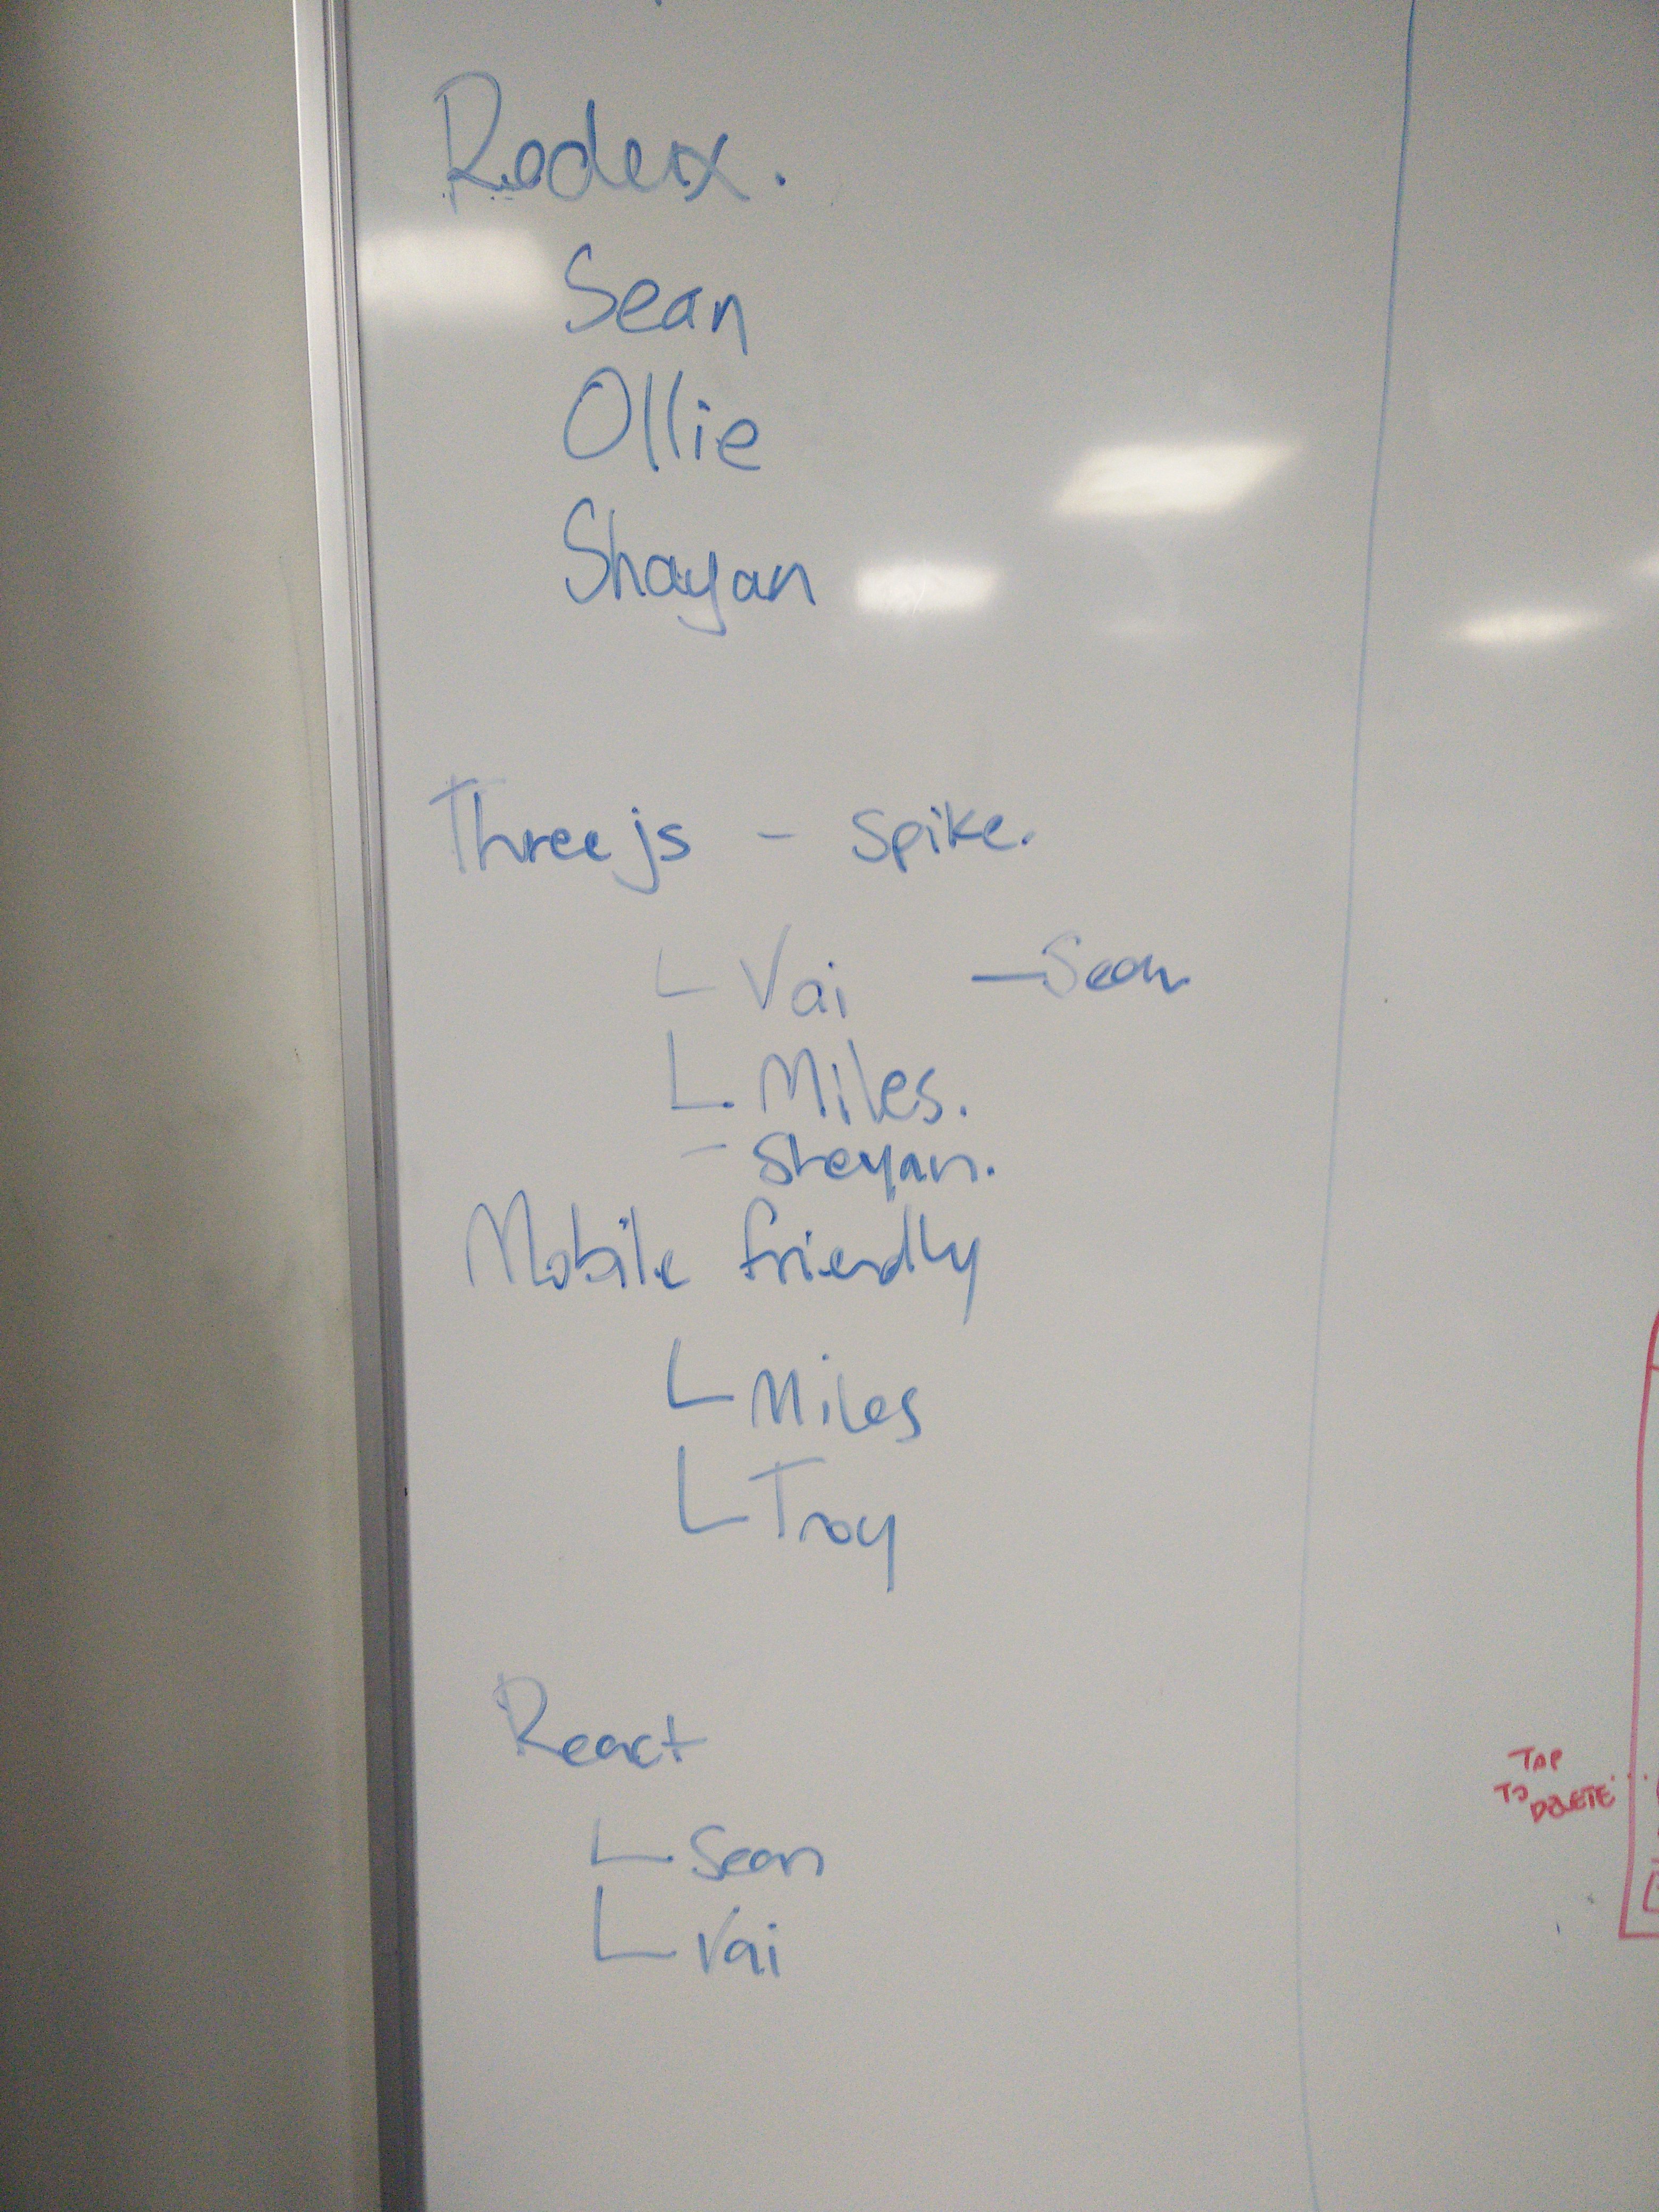 Redux.
Sean
Ollie
Shayan
Threejs - Spike.
Vai - Sean
Miles.
- Shayan.
Mobile friendly
Miles
Troy
React
Sean
Vai
TAP
TO
DELETE